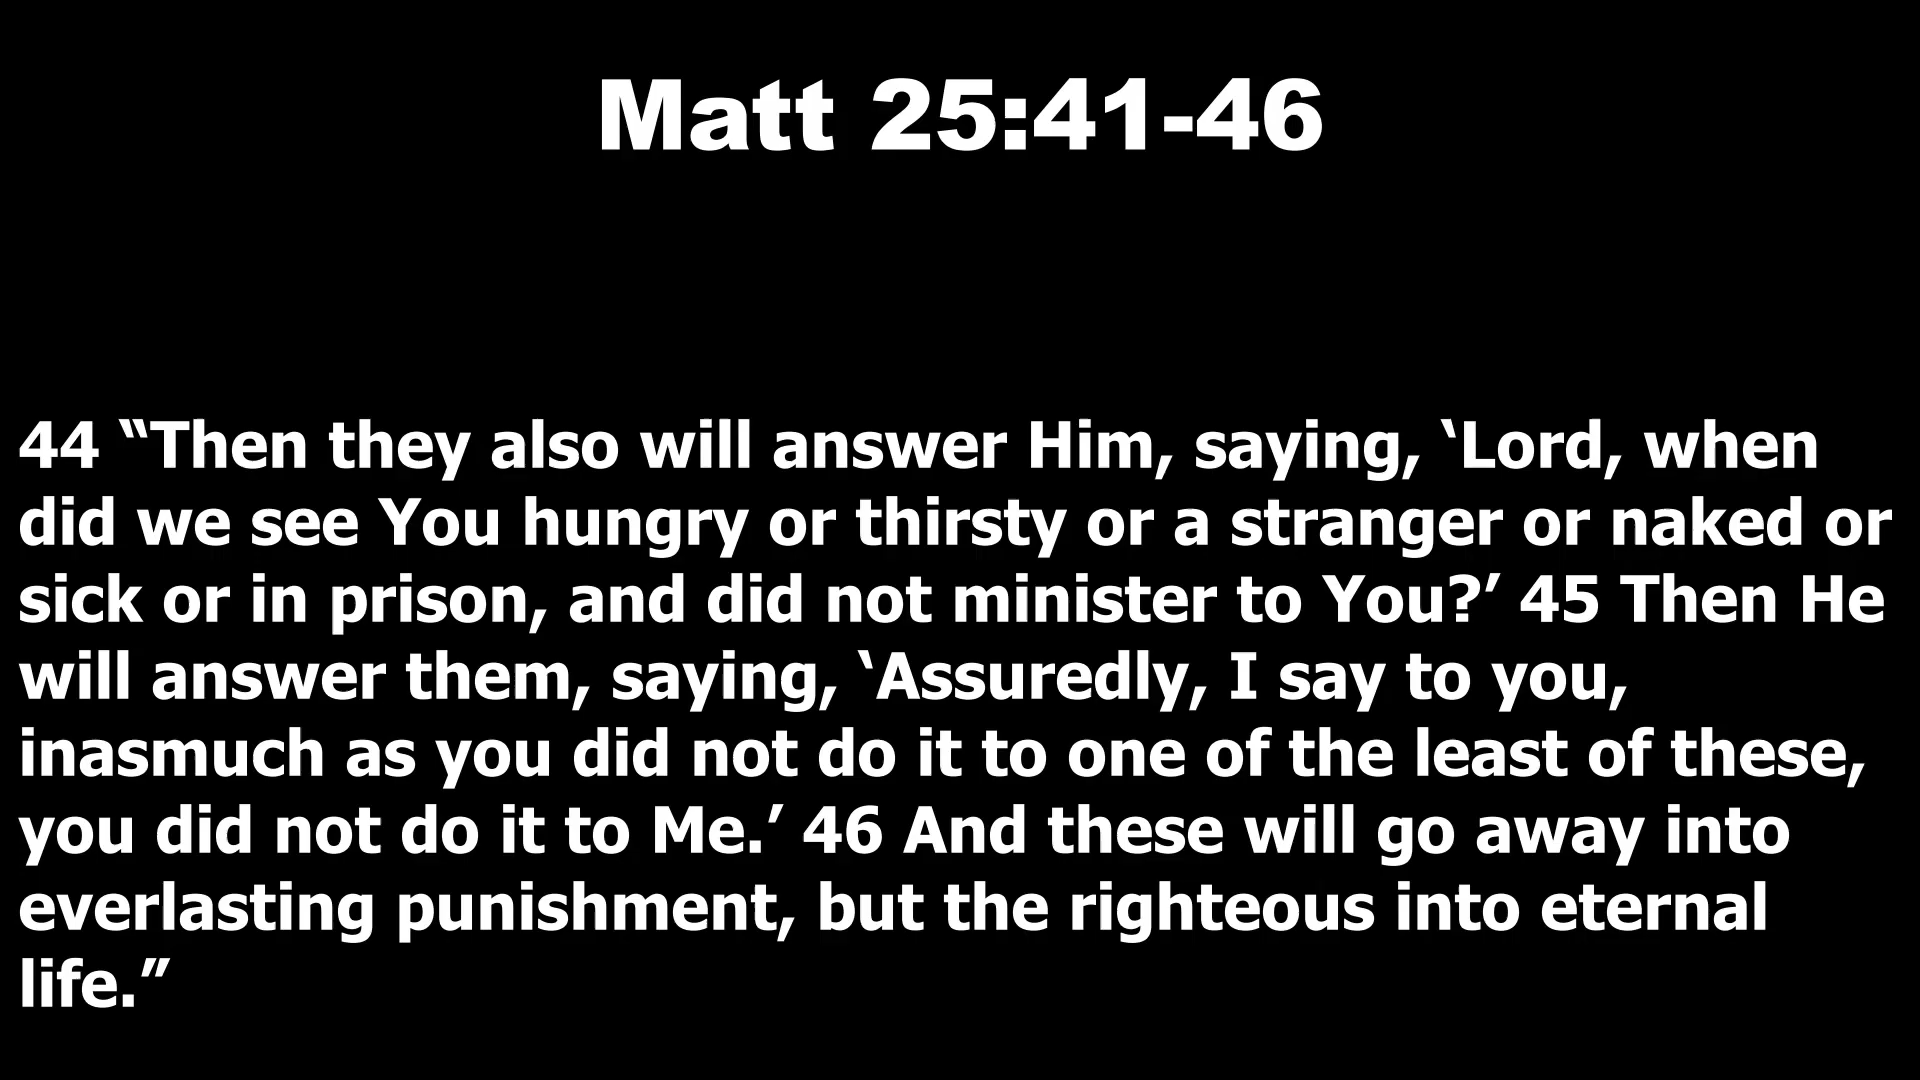 Matt 25:41-46
44 “Then they also will answer Him, saying, ‘Lord, when
did we see You hungry or thirsty or a stranger or naked or
sick or in prison, and did not minister to You?’ 45 Then He
will answer them, saying, ‘Assuredly, I say to you,
inasmuch as you did not do it to one of the least of these,
you did not do it to Me.’ 46 And these will go away into
everlasting punishment, but the righteous into eternal
life.”